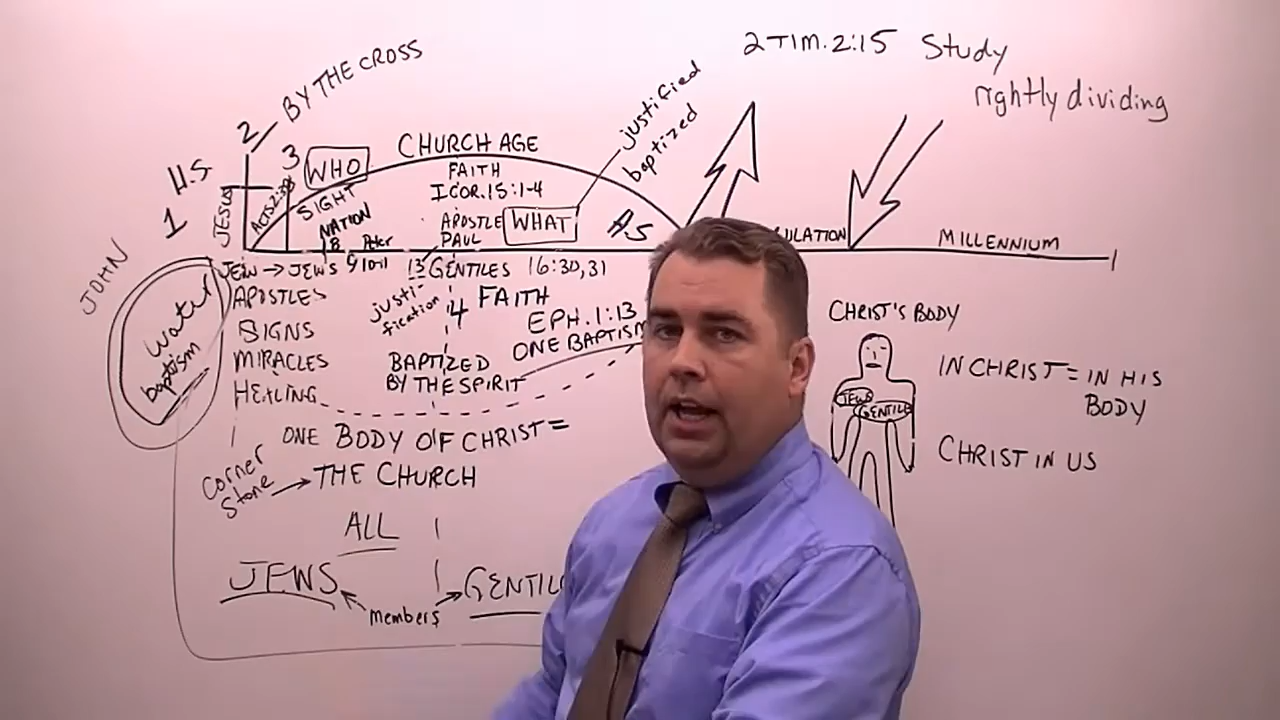 2 TIM. 2:15 Study
rightly dividing
BY THE CROSS
2
H.S
1
3
JESUS
JOHN
WHO
CHURCH AGE
SIGHT
NATION
8 Peter
9/10-11
FAITH
I COR. 15:1-4
APOSTLE
PAUL
WHAT
justified
baptized
H.S
ULATION
MILLENNIUM
JEW → JEWS
13 GENTILES 16:30,31
water
baptism
APOSTLES
SIGNS
MIRACLES
HEALING
justi-
fication
4 FAITH
EPH. 1:13
ONE BAPTISM
BAPTIZED
BY THE SPIRIT
ONE BODY OF CHRIST =
corner
stone → THE CHURCH
ALL
JEWS
members
GENTIL
CHRIST'S BODY
JEWS
GENTILES
IN CHRIST = IN HIS
BODY
CHRIST IN US